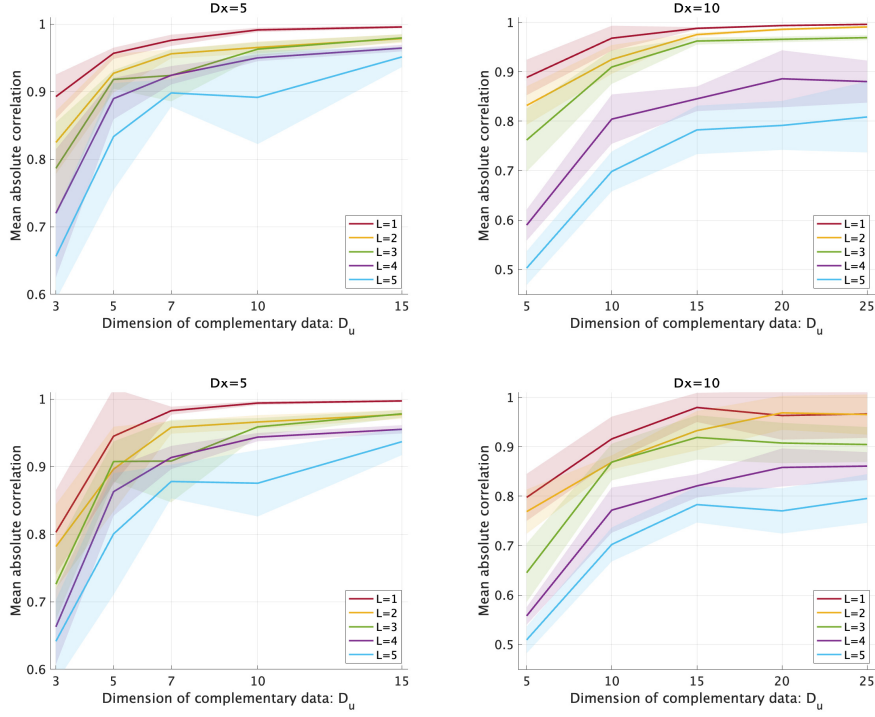 Dx=5
Mean absolute correlation
1
0.9
0.8
0.7
0.6
3 5 7 10 15
Dimension of complementary data: Du
L=1
L=2
L=3
L=4
L=5
Dx=10
Mean absolute correlation
1
0.9
0.8
0.7
0.6
0.5
5 10 15 20 25
Dimension of complementary data: Du
L=1
L=2
L=3
L=4
L=5
Dx=5
Mean absolute correlation
1
0.9
0.8
0.7
0.6
3 5 7 10 15
Dimension of complementary data: Du
L=1
L=2
L=3
L=4
L=5
Dx=10
Mean absolute correlation
1
0.9
0.8
0.7
0.6
0.5
5 10 15 20 25
Dimension of complementary data: Du
L=1
L=2
L=3
L=4
L=5